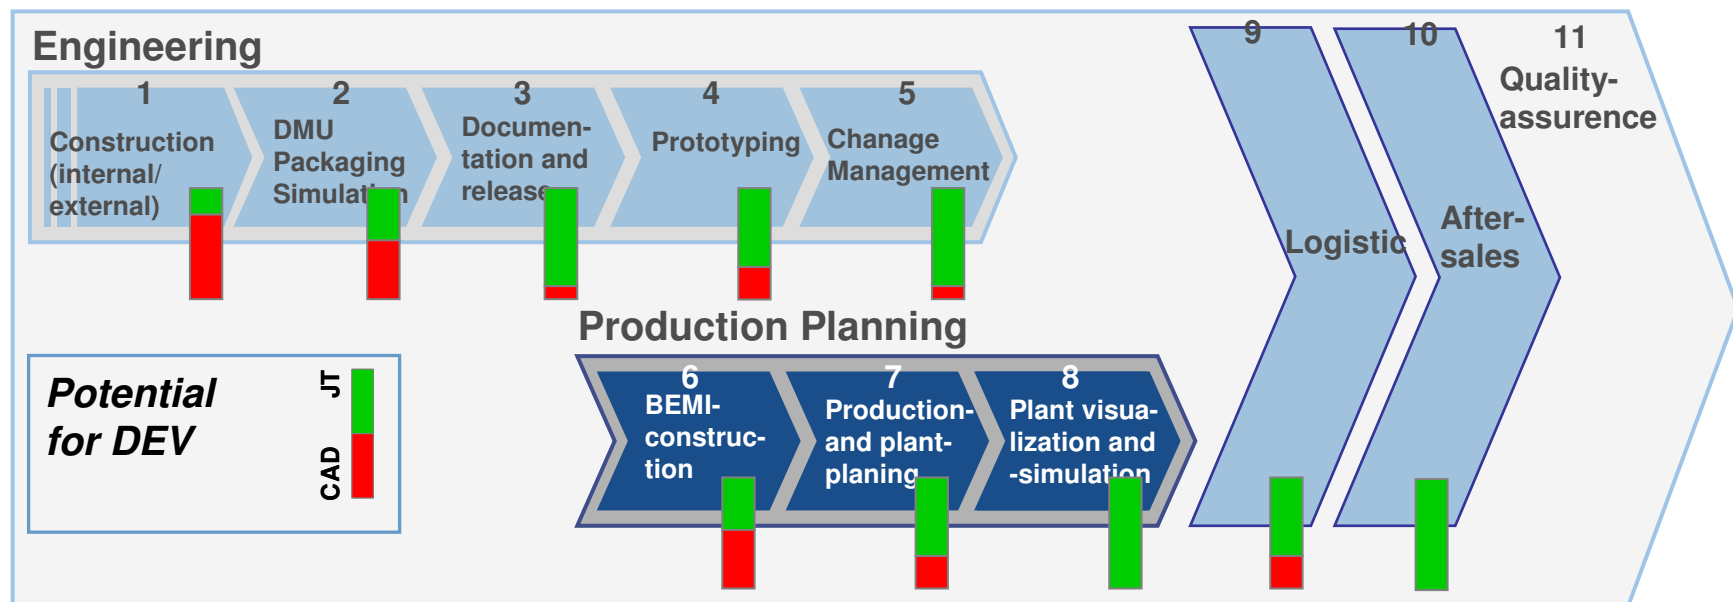 Engineering
1
Construction
(internal/
external)
2
DMU
Packaging
Simulation
3
Documen-
tation and
release
4
Prototyping
5
Chanage
Management
9
Logistic
10
After-
sales
11
Quality-
assurence
Production Planning
6
BEMI-
construc-
tion
7
Production-
and plant-
planing
8
Plant visua-
lization and
-simulation
Potential
for DEV
JT
CAD